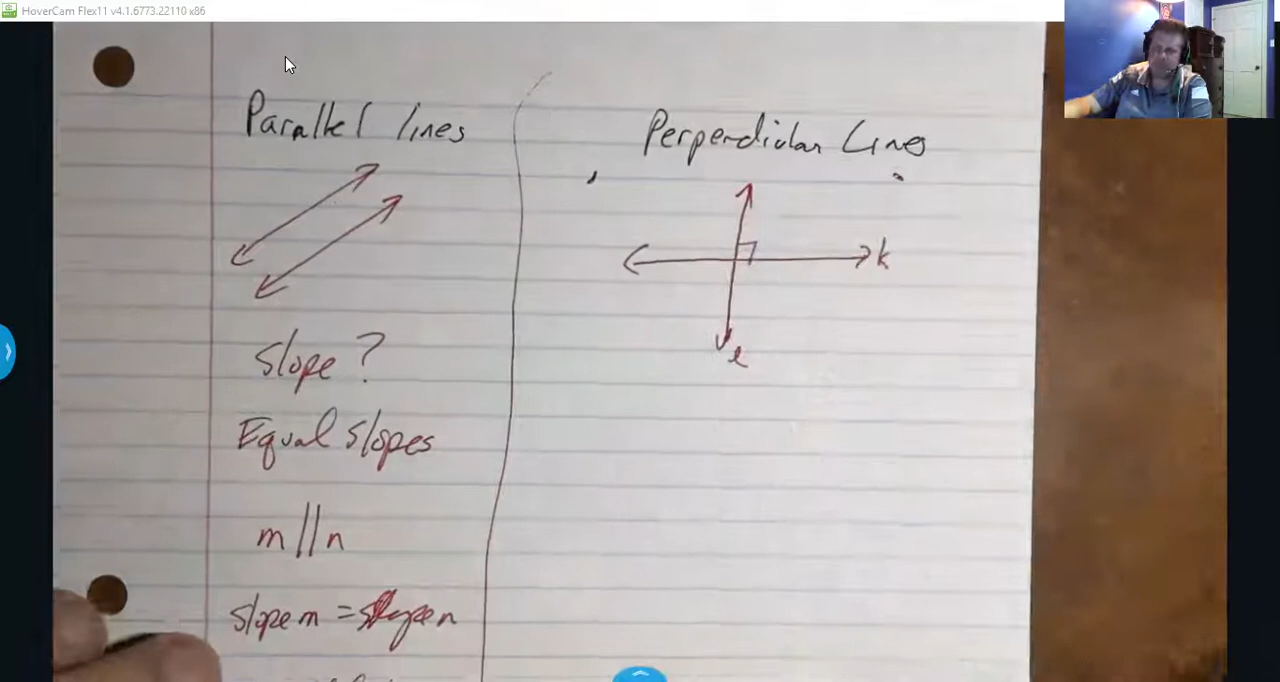 HoverCam Flex11 v4.1.6773.22110 x86
Parallel lines
Slope?
Equal slopes
m || n
slope m = slope n
Perpendicular Lines
k
l